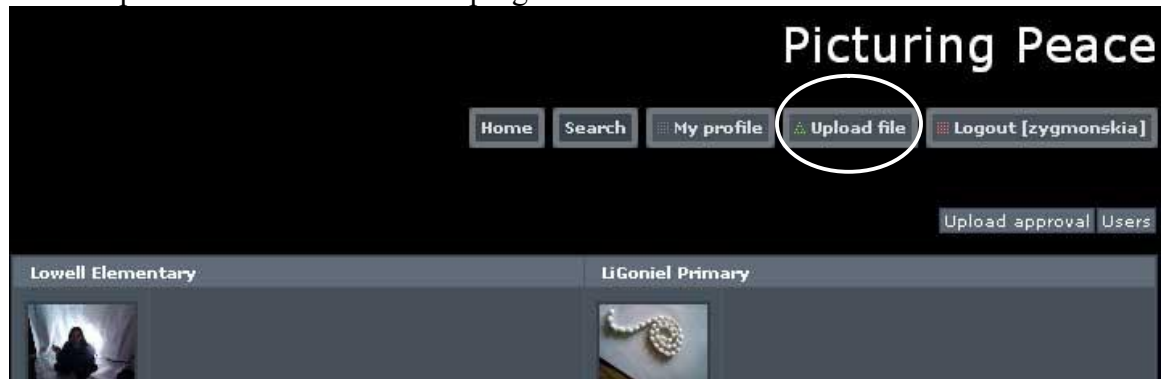 Picturing Peace
Home Search My profile Upload file Logout [zygmonskia]
Upload approval Users
Lowell Elementary LiGoniel Primary